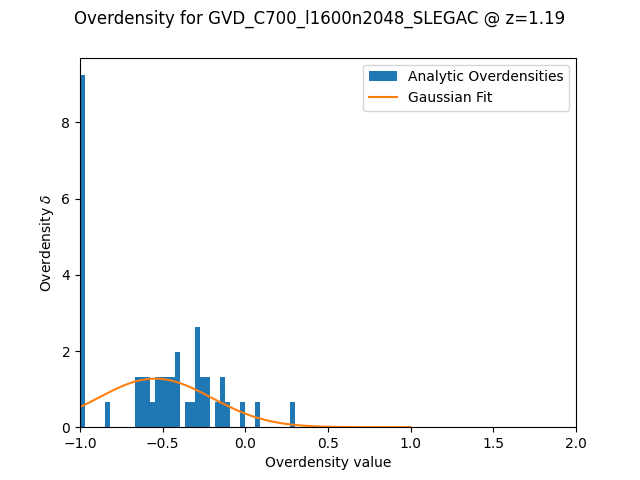 Overdensity for GVD_C700_l1600n2048_SLEGAC @ z=1.19
Analytic Overdensities
Gaussian Fit
Overdensity δ
8
6
4
2
0
−1.0 −0.5 0.0 0.5 1.0 1.5 2.0
Overdensity value